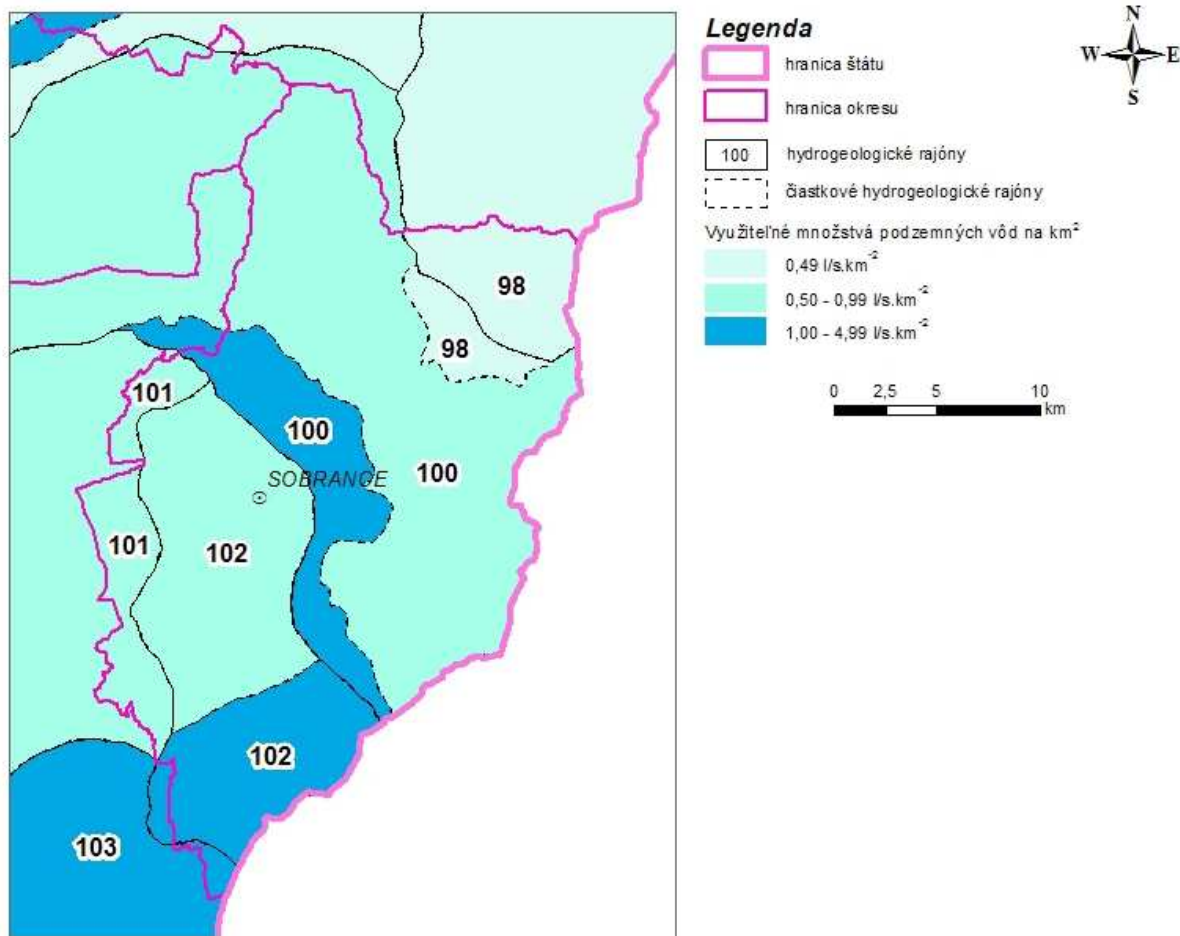 Legenda
hranica štátu
hranica okresu
100 hydrogeologické rajóny
čiastkové hydrogeologické rajóny
Využiteľné množstvá podzemných vôd na km²
0,49 l/s.km⁻²
0,50 - 0,99 l/s.km⁻²
1,00 - 4,99 l/s.km⁻²
N
W E
S
0 2,5 5 10
km
98
98
101
100
100
SOBRANCE
101
102
102
103